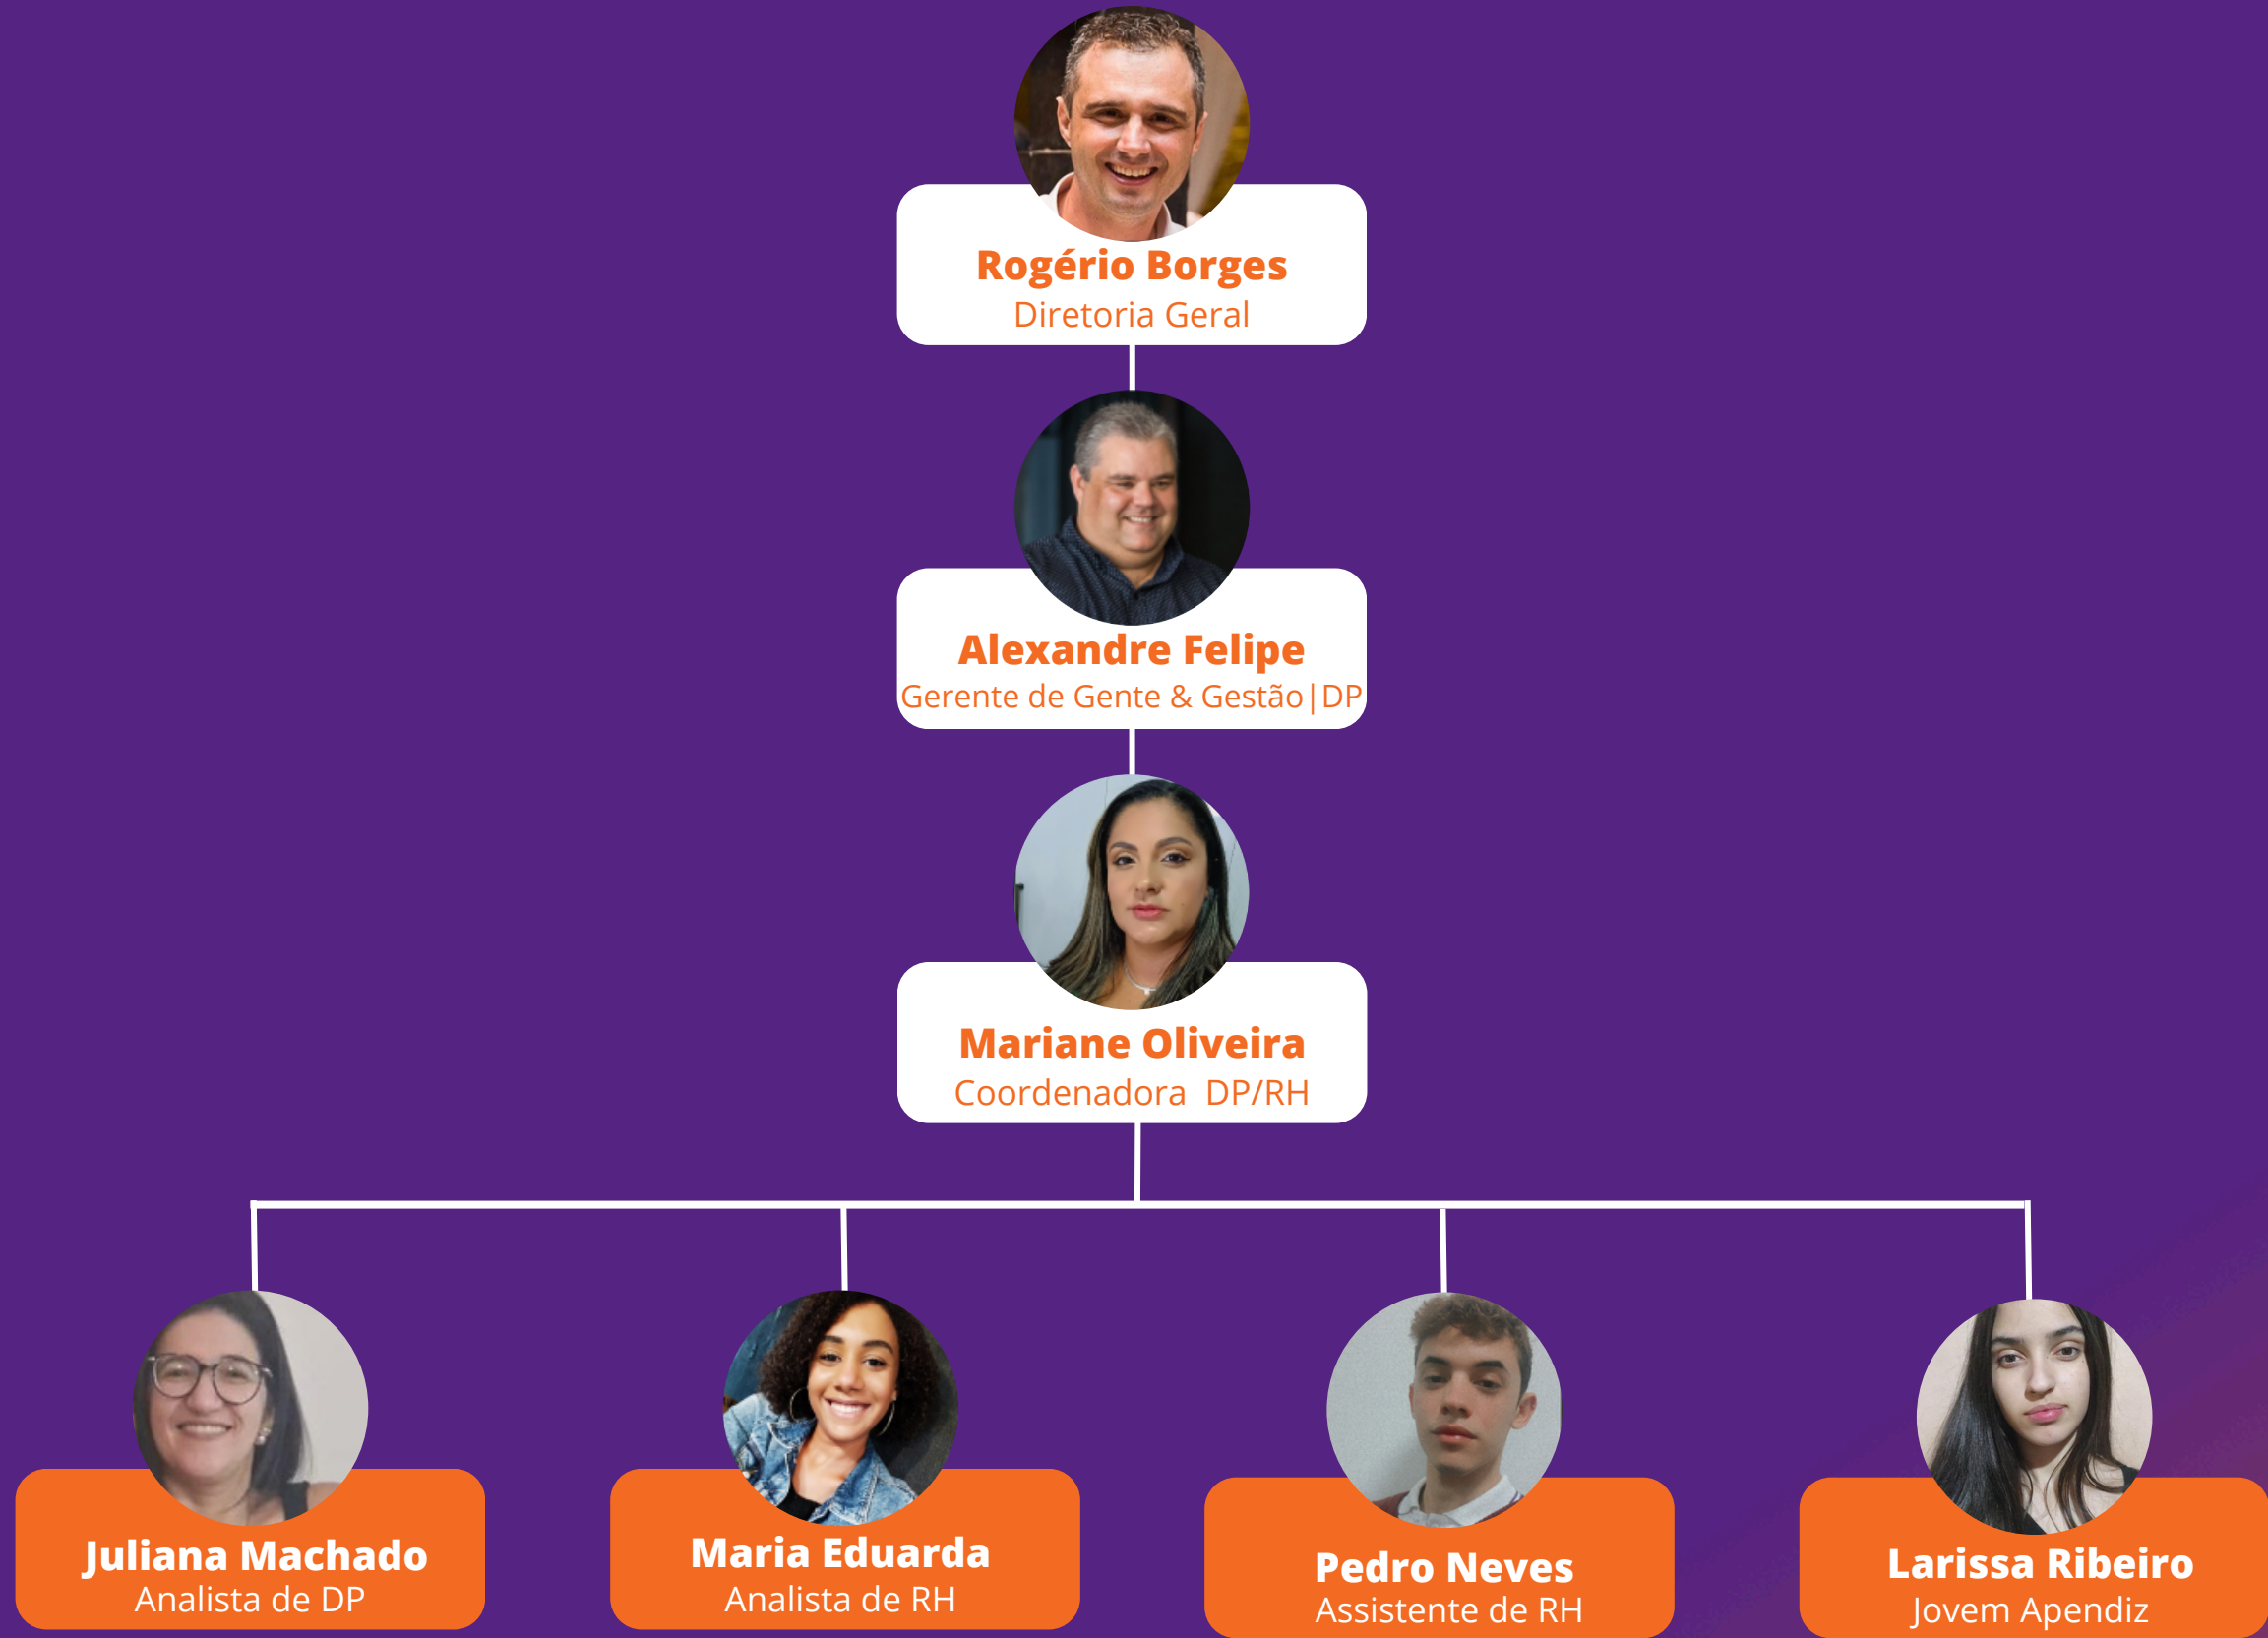 Rogério Borges
Diretoria Geral
Alexandre Felipe
Gerente de Gente & Gestão|DP
Mariane Oliveira
Coordenadora  DP/RH
Juliana Machado
Analista de DP
Maria Eduarda
Analista de RH
Pedro Neves
Assistente de RH
Larissa Ribeiro
Jovem Apendiz